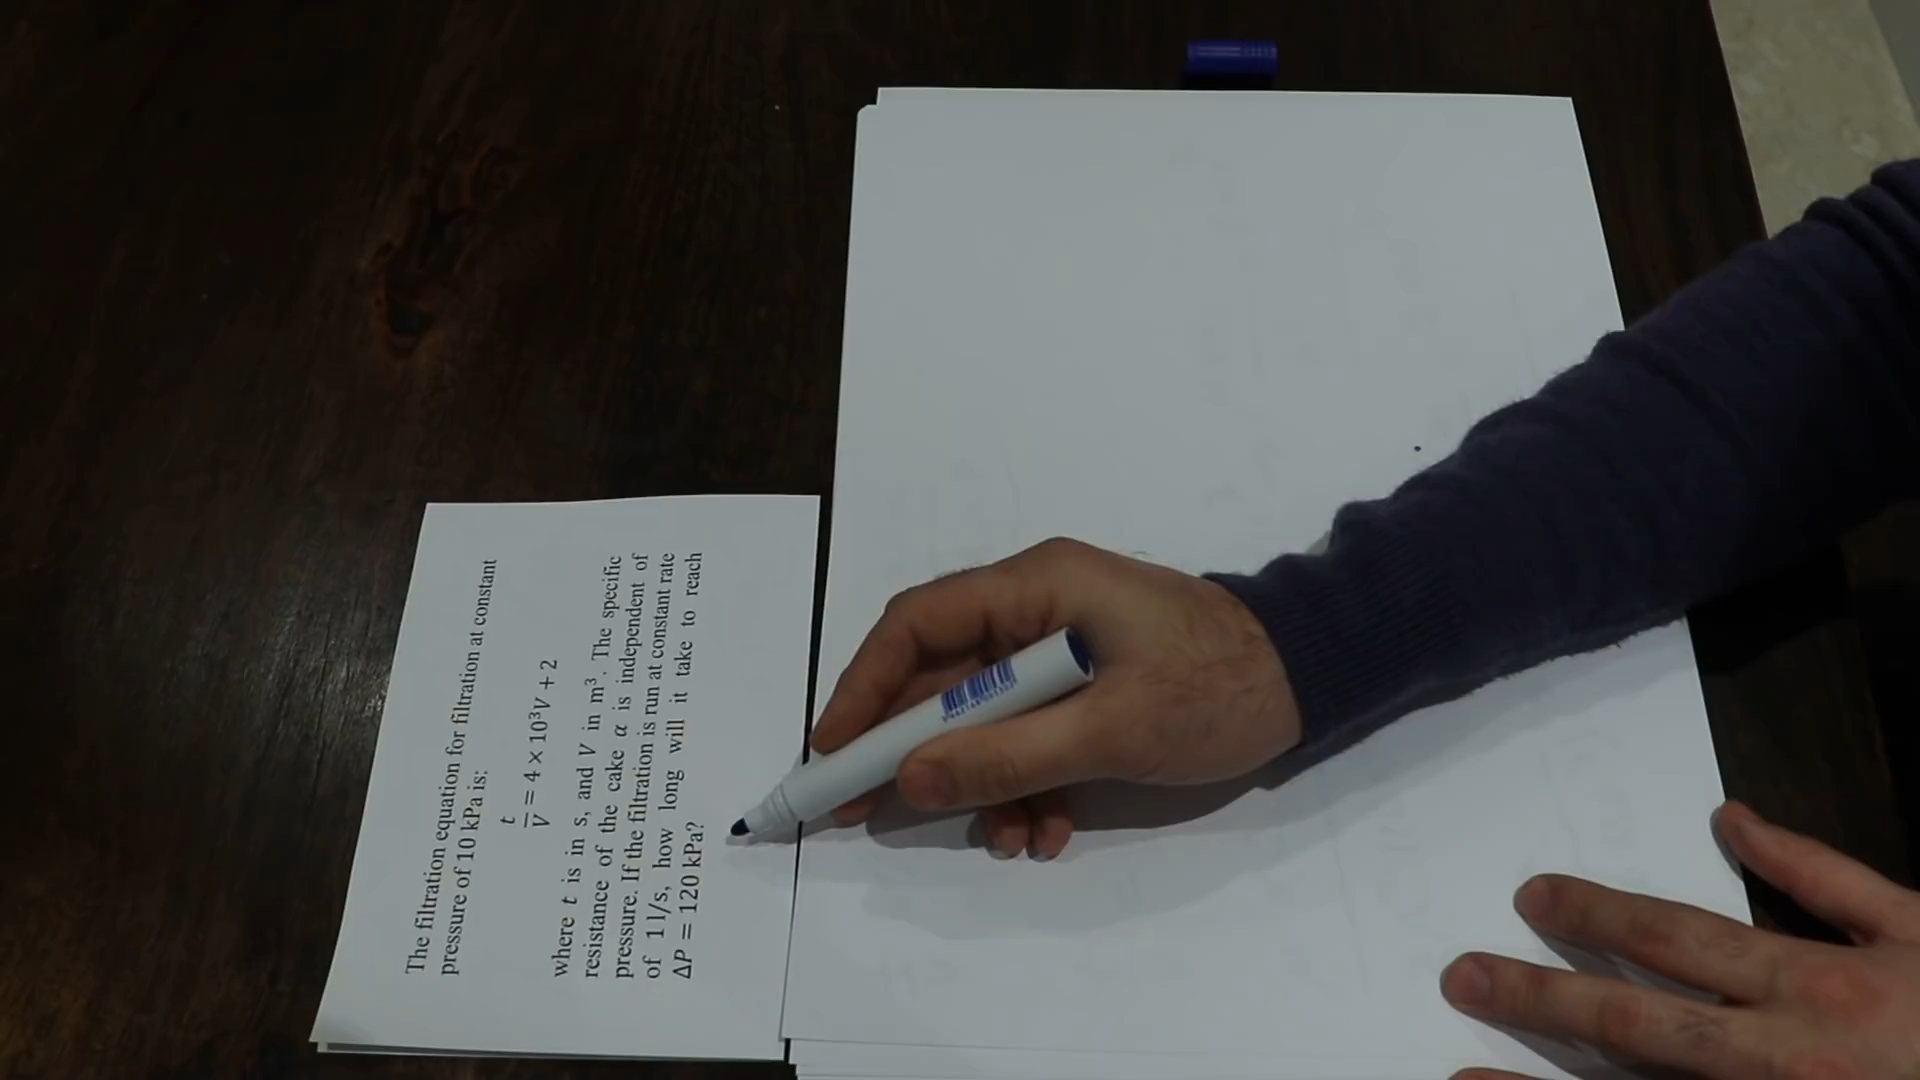 The filtration equation for filtration at constant
pressure of 10 kPa is:
t/V = 4 × 10³V + 2
where t is in s, and V in m³. The specific
resistance of the cake α is independent of
pressure. If the filtration is run at constant rate
of 1 l/s, how long will it take to reach
ΔP = 120 kPa?